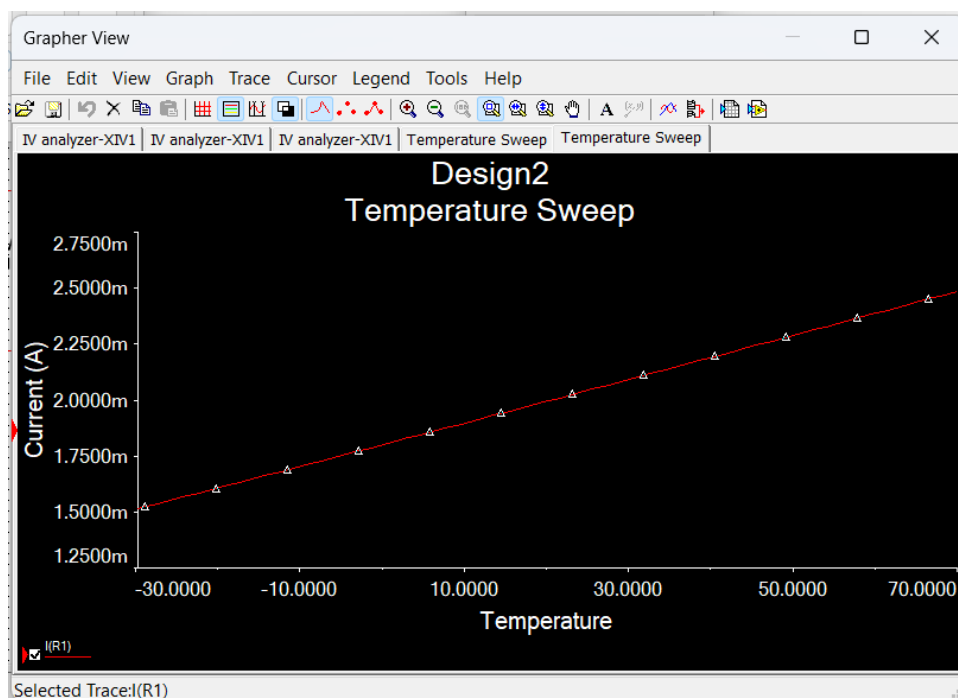 Grapher View
File Edit View Graph Trace Cursor Legend Tools Help
A
IV analyzer-XIV1 IV analyzer-XIV1 IV analyzer-XIV1 Temperature Sweep Temperature Sweep
Design2
Temperature Sweep
2.7500m
2.5000m
2.2500m
2.0000m
1.7500m
1.5000m
1.2500m
Current (A)
-30.0000 -10.0000 10.0000 30.0000 50.0000 70.0000
Temperature
I(R1)
Selected Trace:I(R1)